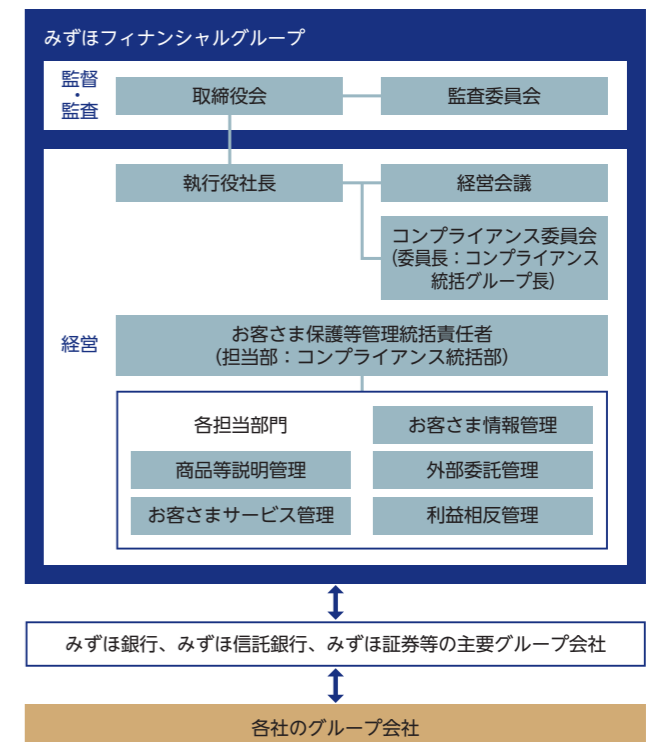 みずほフィナンシャルグループ
監督
・
監査
取締役会
監査委員会
執行役社長
経営会議
コンプライアンス委員会
(委員長：コンプライアンス
統括グループ長)
経営
お客さま保護等管理統括責任者
(担当部：コンプライアンス統括部)
各担当部門
お客さま情報管理
商品等説明管理
外部委託管理
お客さまサービス管理
利益相反管理
みずほ銀行、みずほ信託銀行、みずほ証券等の主要グループ会社
各社のグループ会社